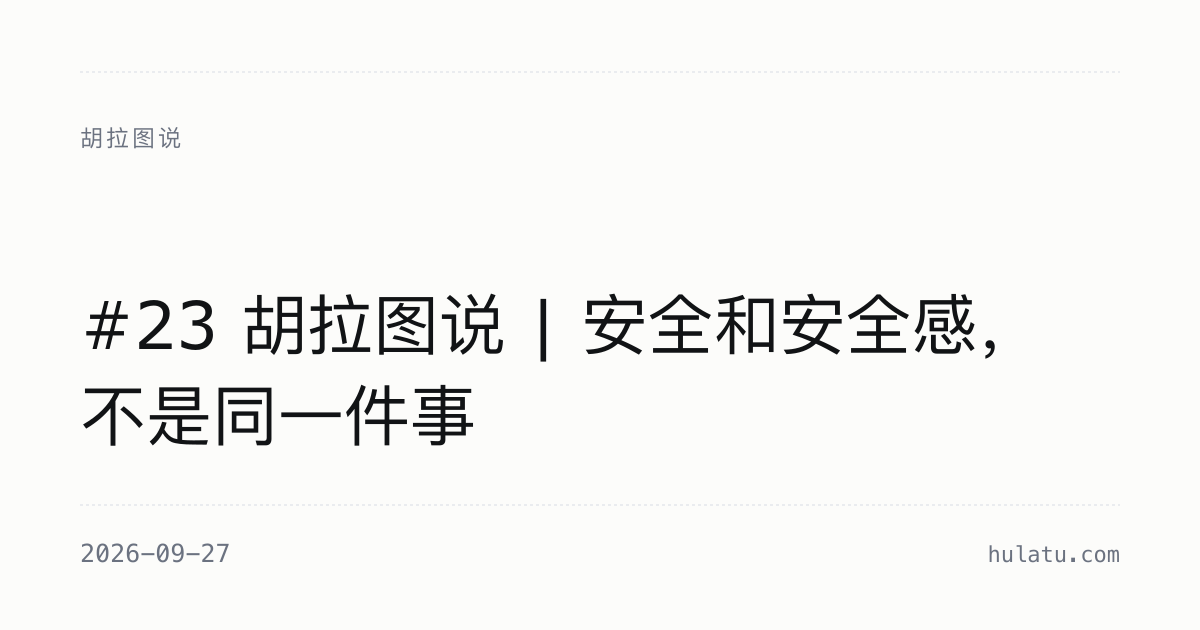 胡拉图说
#23 胡拉图说 | 安全和安全感，
不是同一件事
2026-09-27
hulatu.com